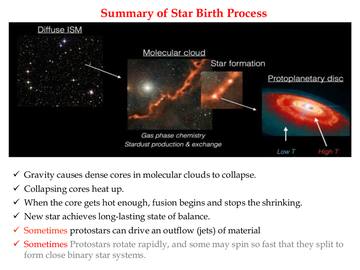 Summary of Star Birth Process
Diffuse ISM
Molecular cloud
Star formation
Protoplanetary disc
Gas phase chemistry
Stardust production & exchange
Low T
High T
✓ Gravity causes dense cores in molecular clouds to collapse.
✓ Collapsing cores heat up.
✓ When the core gets hot enough, fusion begins and stops the shrinking.
✓ New star achieves long-lasting state of balance.
✓ Sometimes protostars can drive an outflow (jets) of material
✓ Sometimes Protostars rotate rapidly, and some may spin so fast that they split to
form close binary star systems.